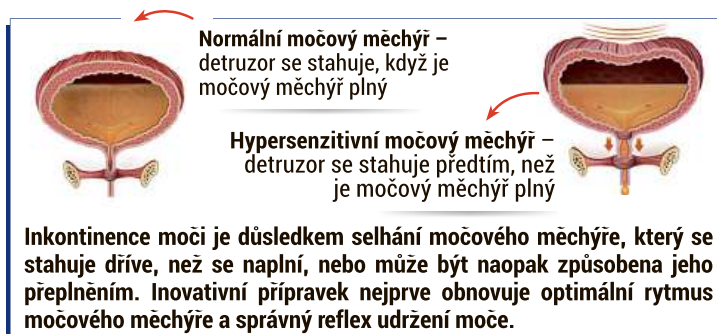 Normální močový měchýř –
detruzor se stahuje, když je
močový měchýř plný
Hypersenzitivní močový měchýř –
detruzor se stahuje předtím, než
je močový měchýř plný
Inkontinence moči je důsledkem selhání močového měchýře, který se
stahuje dříve, než se naplní, nebo může být naopak způsobena jeho
přeplněním. Inovativní přípravek nejprve obnovuje optimální rytmus
močového měchýře a správný reflex udržení moče.